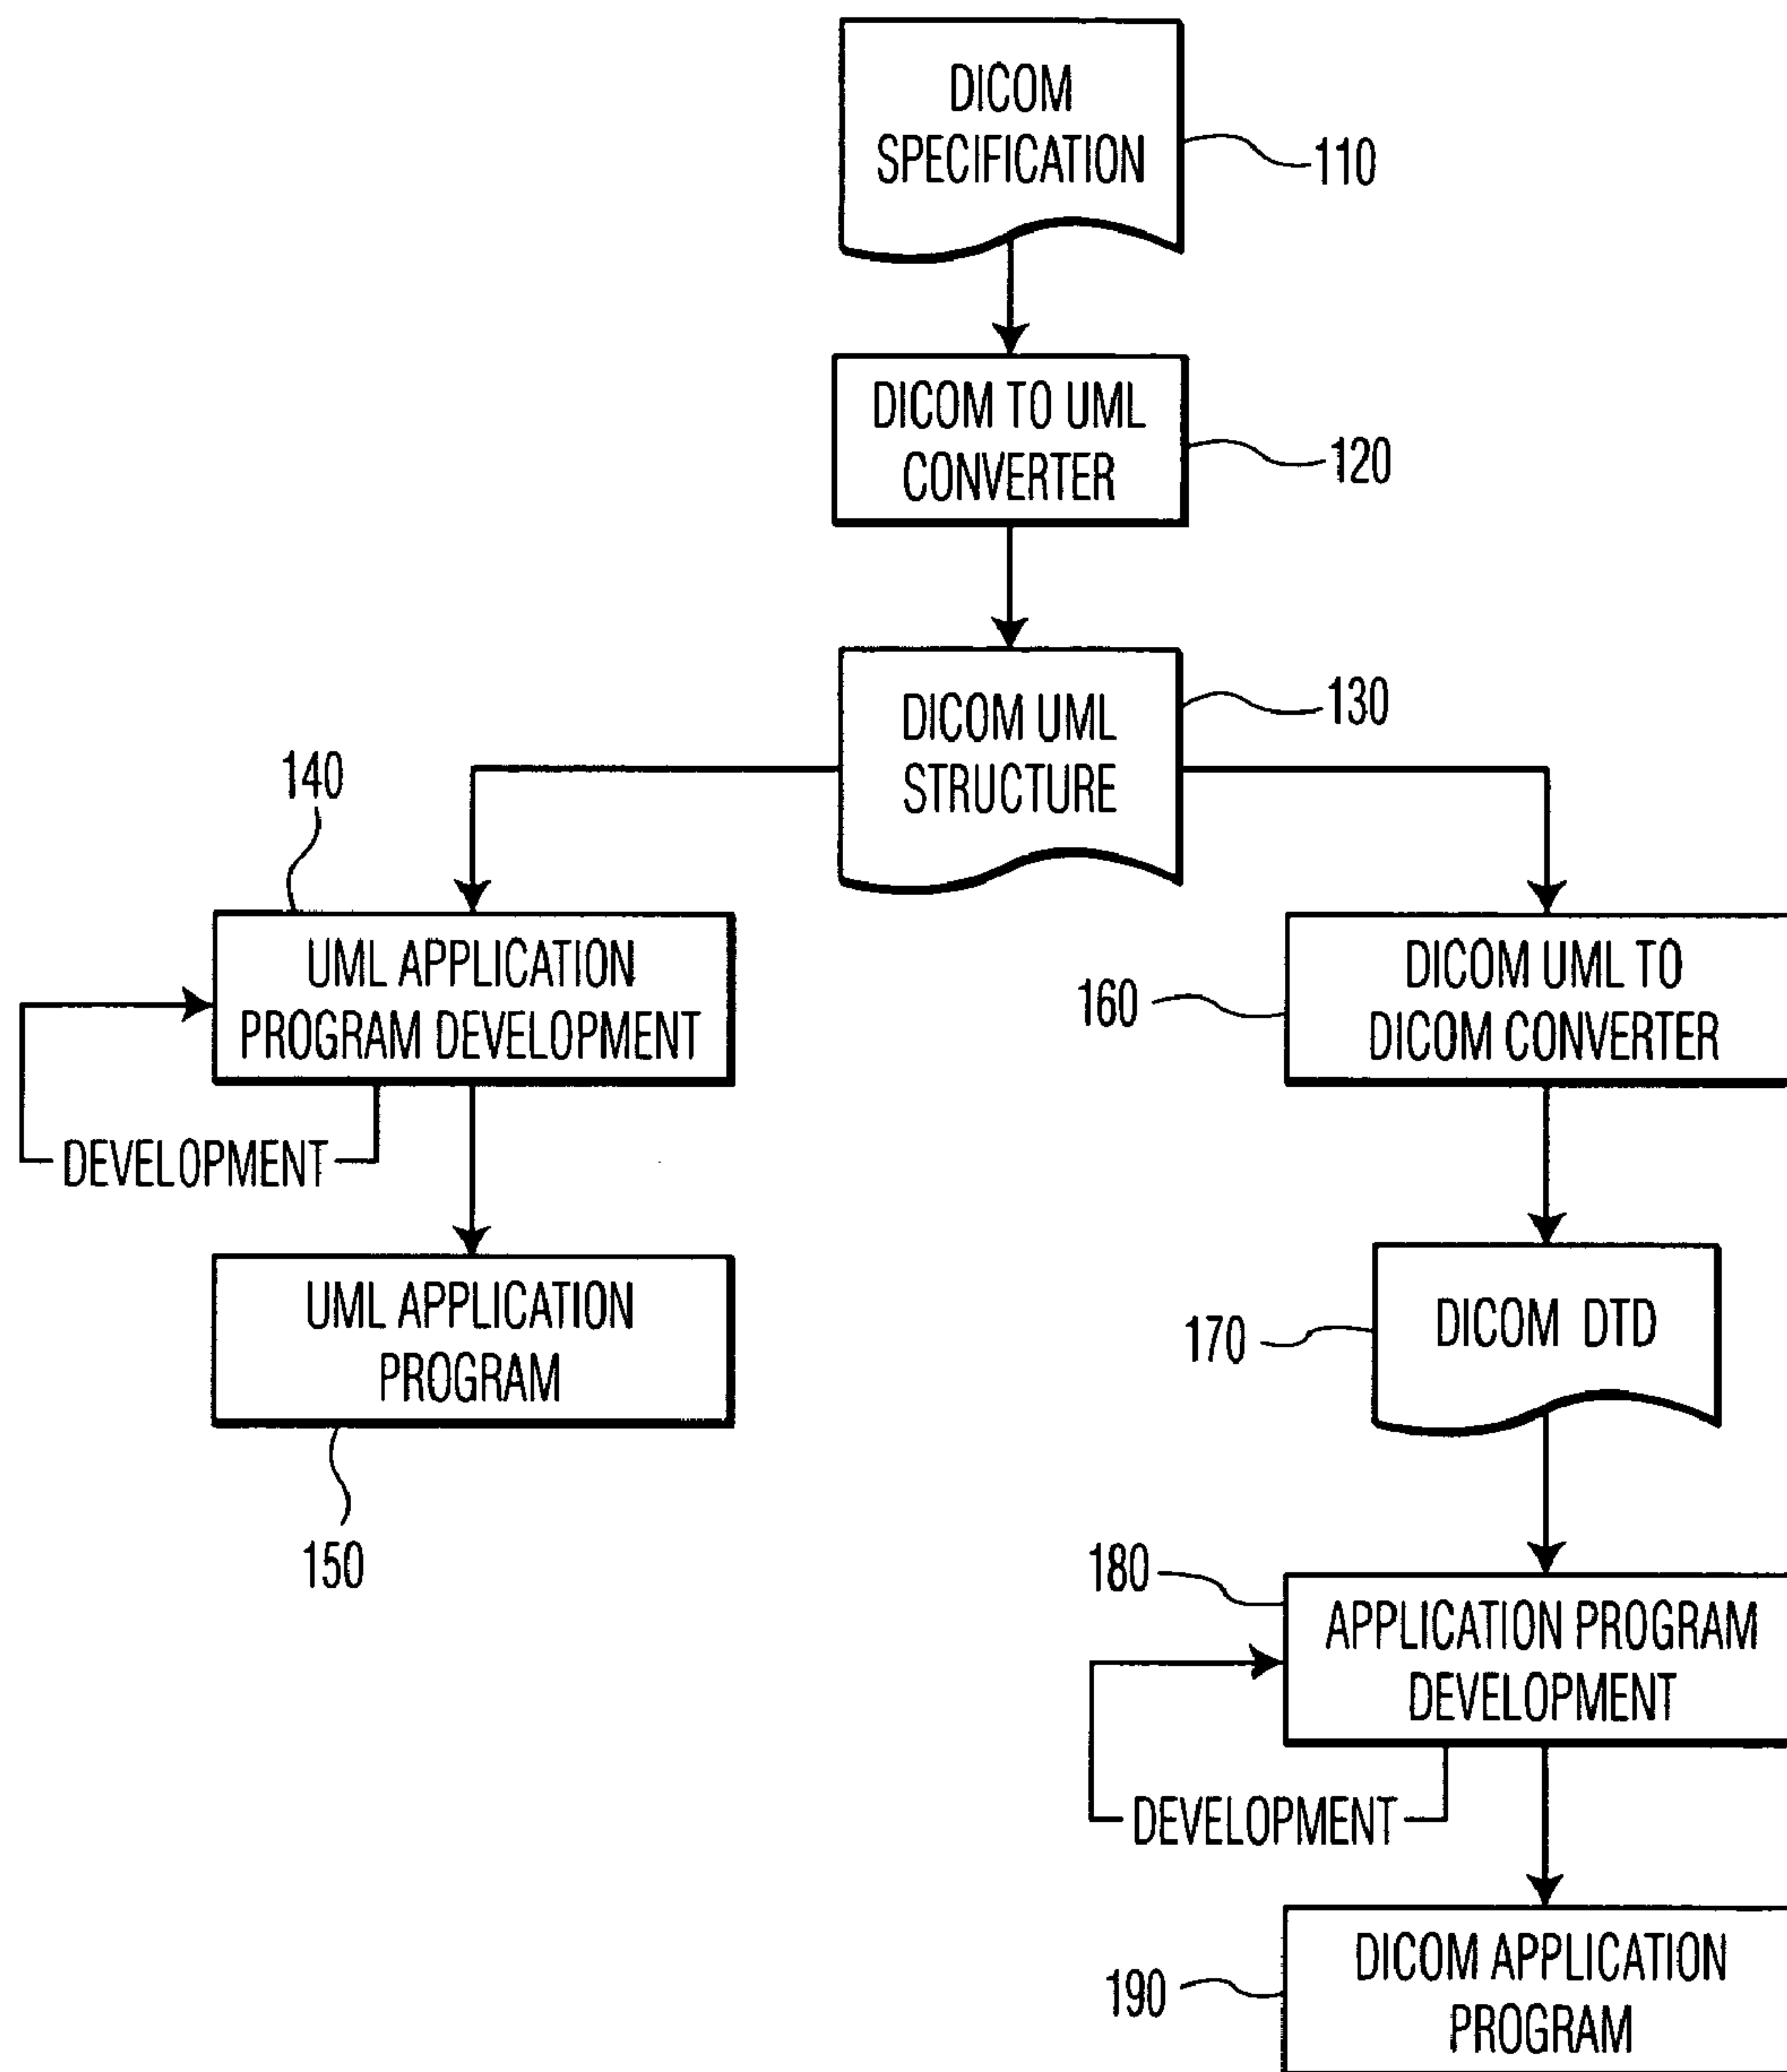 DICOM
SPECIFICATION
110
DICOM TO UML
CONVERTER
120
DICOM UML
STRUCTURE
130
140
UML APPLICATION
PROGRAM DEVELOPMENT
DEVELOPMENT
UML APPLICATION
PROGRAM
150
DICOM UML TO
DICOM CONVERTER
160
DICOM DTD
170
180
APPLICATION PROGRAM
DEVELOPMENT
DEVELOPMENT
DICOM APPLICATION
PROGRAM
190